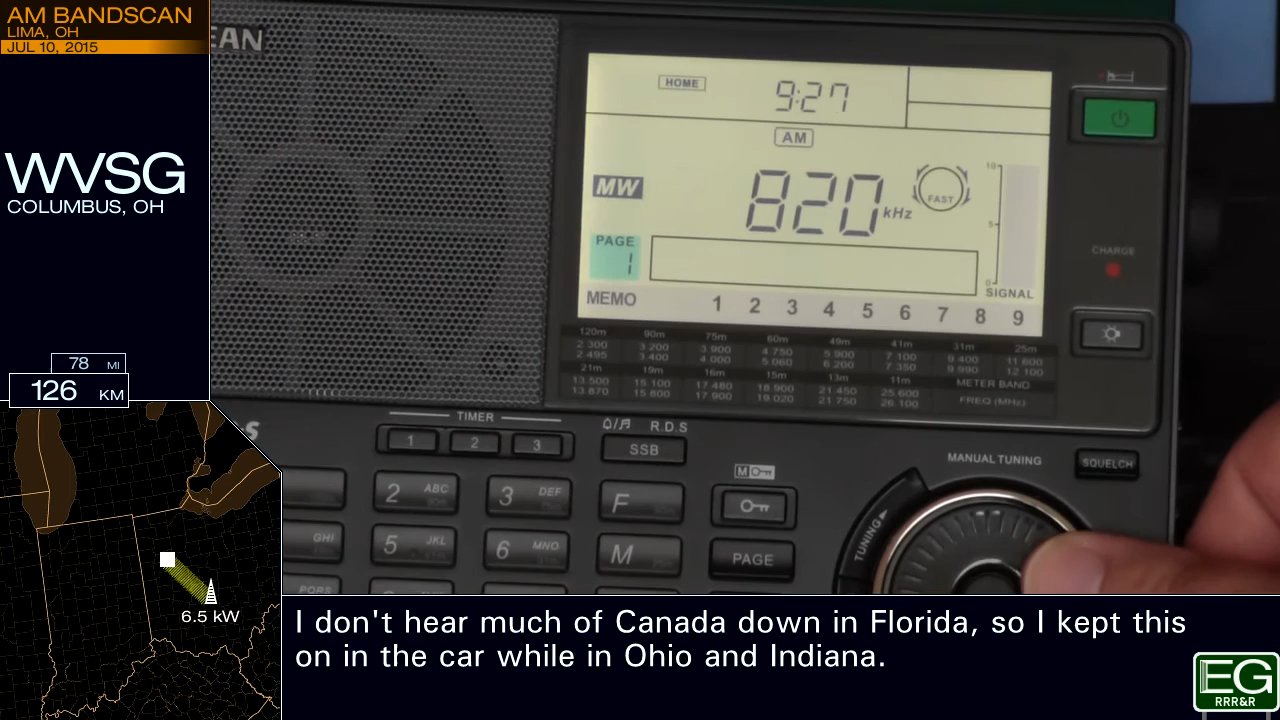 AM BANDSCAN
LIMA, OH
JUL 10, 2015
WVSG
COLUMBUS, OH
78 MI
126 KM
6.5 kW
EAN
HOME
9:27
AM
MW
820 kHz
FAST
10
5
0
SIGNAL
PAGE
1
MEMO 1 2 3 4 5 6 7 8 9
CHARGE
120m 90m 75m 60m 49m 41m 31m 25m
2 300 3.200 3 900 4 750 5.900 7 100 9 400 11 600
2 495 3.400 4 000 5 060 6.200 7 350 9 990 12 100
21m 19m 16m 15m 13m 11m METER BAND
13 500 15 100 17 480 18 900 21 450 25 600 FREQ (MHz)
13 870 15 800 17 900 19 020 21 750 26 100
S
TIMER
1 2 3
R.D.S
SSB
MANUAL TUNING
SQUELCH
2 ABC
3 DEF
F
M
TUNING
GHI
5 JKL
6 MNO
M
PAGE
PQRS
I don't hear much of Canada down in Florida, so I kept this
on in the car while in Ohio and Indiana.
EG
RRR&R